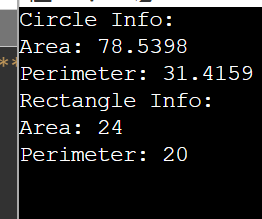 Circle Info:
Area: 78.5398
Perimeter: 31.4159
Rectangle Info:
Area: 24
Perimeter: 20